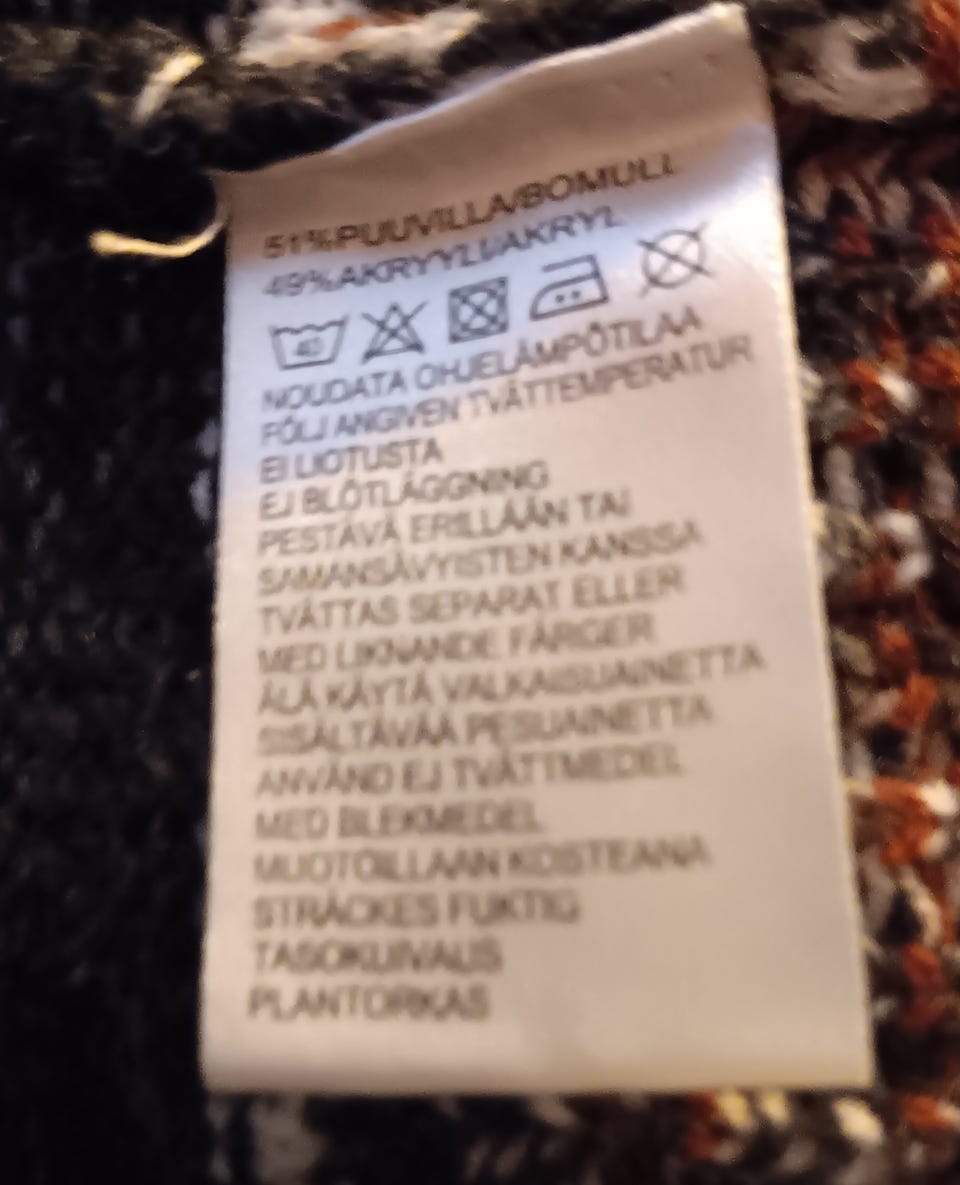 51%PUUVILLA/BOMULL
49%AKRYYLI/AKRYL
40
NOUDATA OHJELÄMPÖTILAA
FÖLJ ANGIVEN TVÄTTEMPERATUR
EI LIOTUSTA
EJ BLÖTLÄGGNING
PESTÄVÄ ERILLÄÄN TAI
SAMANSÄVYISTEN KANSSA
TVÄTTAS SEPARAT ELLER
MED LIKNANDE FÄRGER
ÄLÄ KÄYTÄ VALKAISUAINETTA
SISÄLTÄVÄÄ PESUAINETTA
ANVÄND EJ TVÄTTMEDEL
MED BLEKMEDEL
MUOTOILLAAN KOSTEANA
STRÄCKES FUKTIG
TASOKUIVAUS
PLANTORKAS